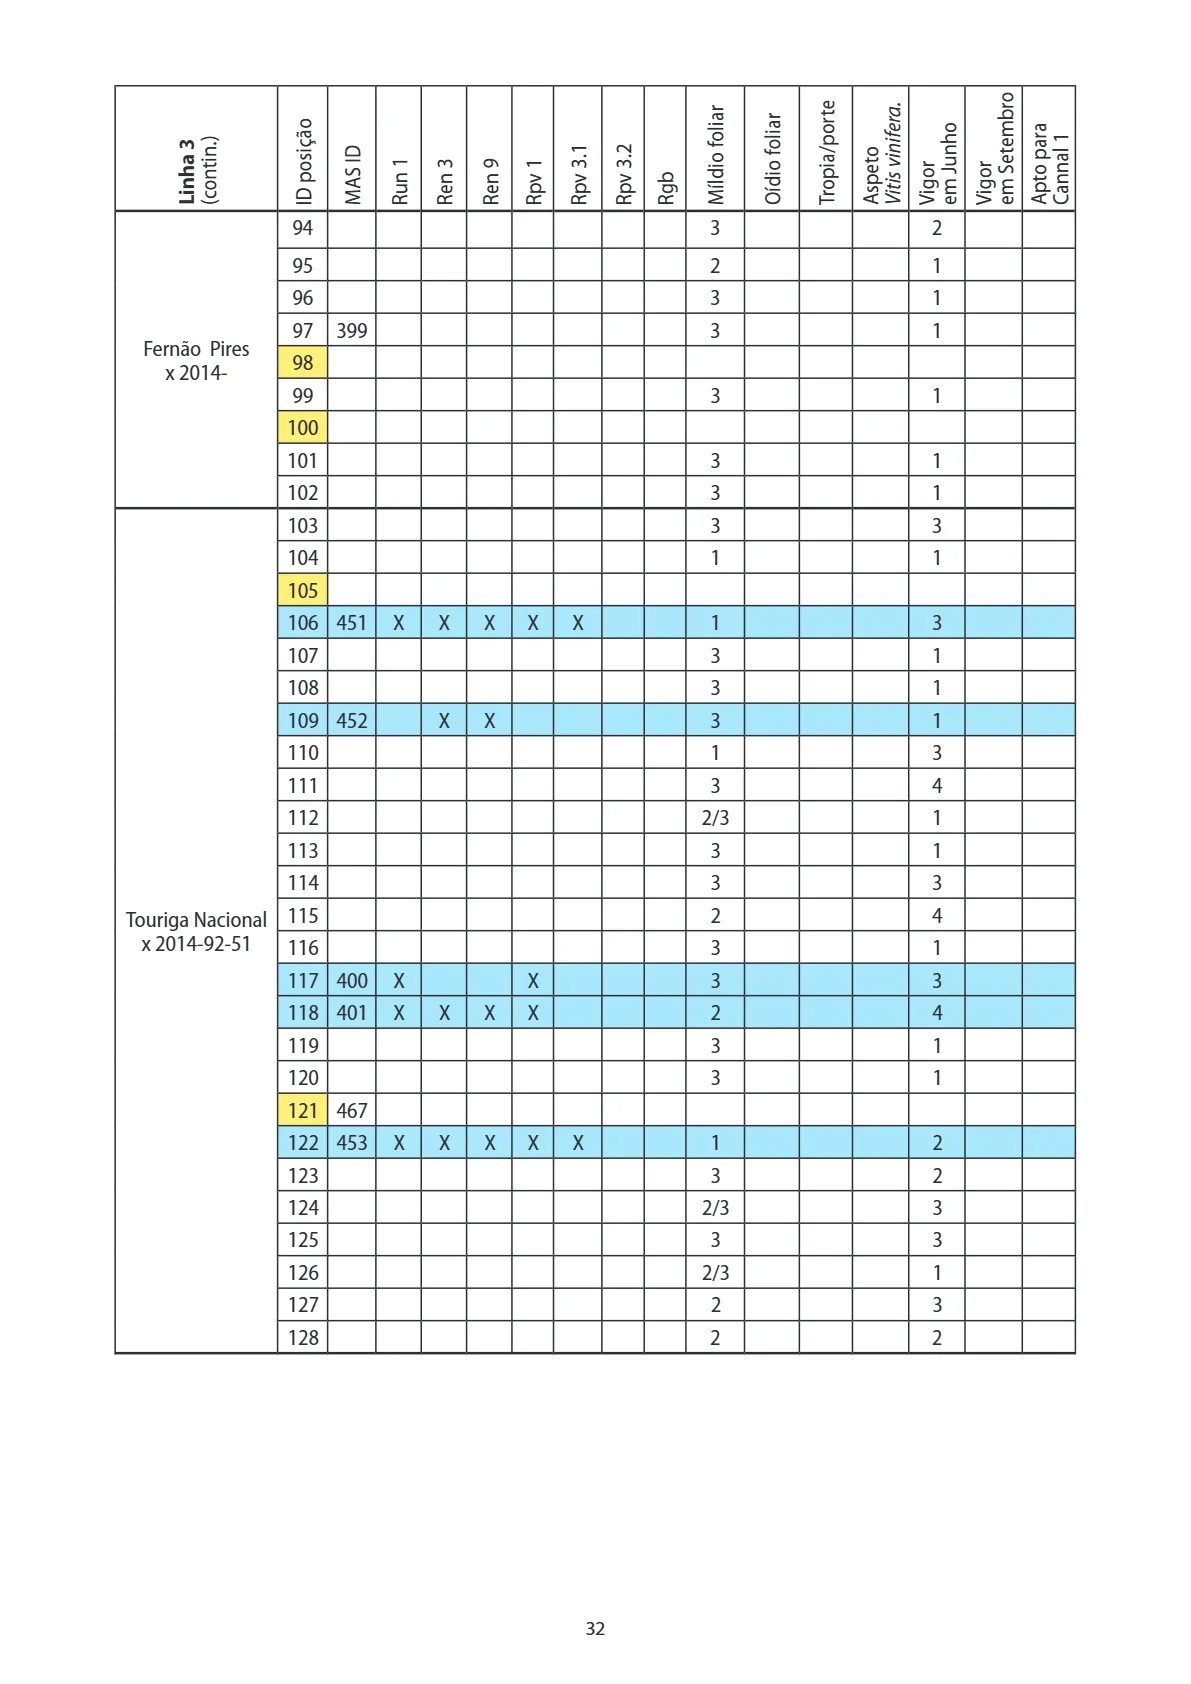 Linha 3 (contin.) ID posição MAS ID Run 1 Ren 3 Ren 9 Rpv 1 Rpv 3.1 Rpv 3.2 Rgb Míldio foliar Oídio foliar Tropia/porte Aspeto Vitis vinifera. Vigor em Junho Vigor em Setembro Apto para Cannal 1
Fernão Pires
x 2014-
94 3 2
95 2 1
96 3 1
97 399 3 1
98
99 3 1
100
101 3 1
102 3 1
Touriga Nacional
x 2014-92-51
103 3 3
104 1 1
105
106 451 X X X X X 1 3
107 3 1
108 3 1
109 452 X X 3 1
110 1 3
111 3 4
112 2/3 1
113 3 1
114 3 3
115 2 4
116 3 1
117 400 X X 3 3
118 401 X X X X 2 4
119 3 1
120 3 1
121 467
122 453 X X X X X 1 2
123 3 2
124 2/3 3
125 3 3
126 2/3 1
127 2 3
128 2 2
32